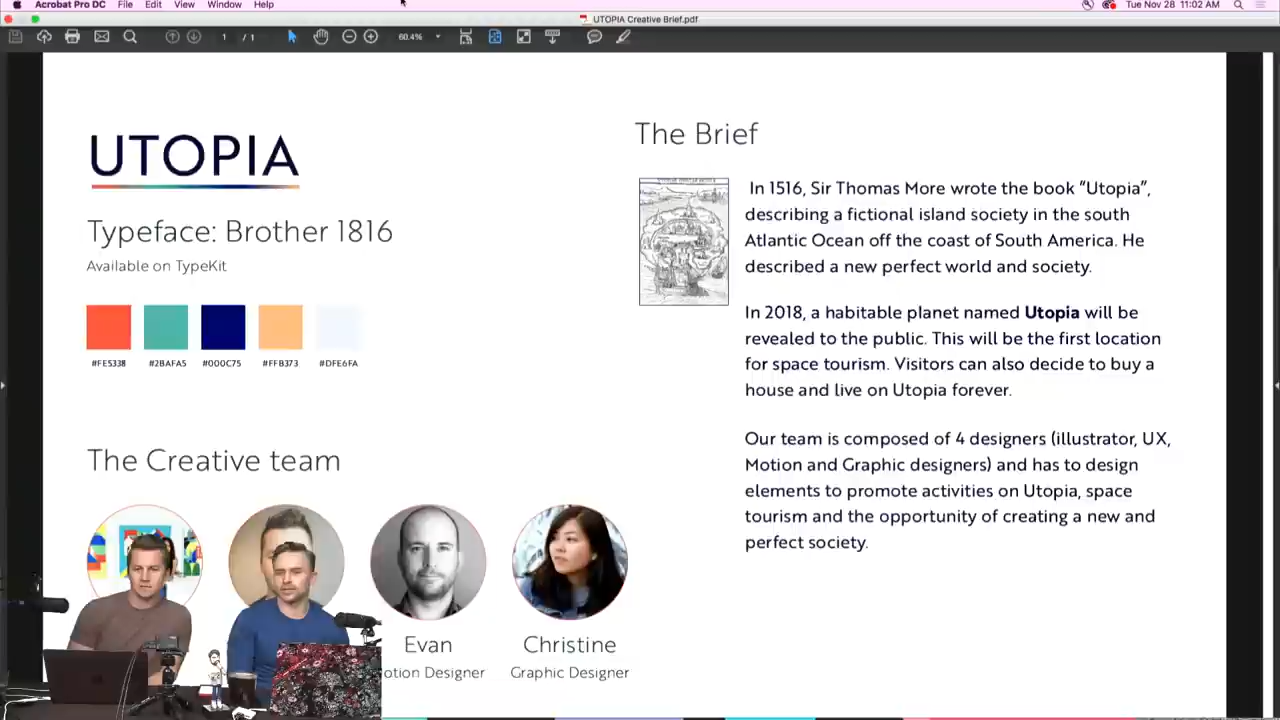 Acrobat Pro DC File Edit View Window Help
Tue Nov 28 11:02 AM
UTOPIA Creative Brief.pdf
1 / 1
60.4%
UTOPIA
Typeface: Brother 1816
Available on TypeKit
#FE5338 #2BAFA5 #000C75 #FFB373 #DFE6FA
The Creative team
Evan
otion Designer
Christine
Graphic Designer
The Brief
In 1516, Sir Thomas More wrote the book “Utopia”,
describing a fictional island society in the south
Atlantic Ocean off the coast of South America. He
described a new perfect world and society.
In 2018, a habitable planet named Utopia will be
revealed to the public. This will be the first location
for space tourism. Visitors can also decide to buy a
house and live on Utopia forever.
Our team is composed of 4 designers (illustrator, UX,
Motion and Graphic designers) and has to design
elements to promote activities on Utopia, space
tourism and the opportunity of creating a new and
perfect society.